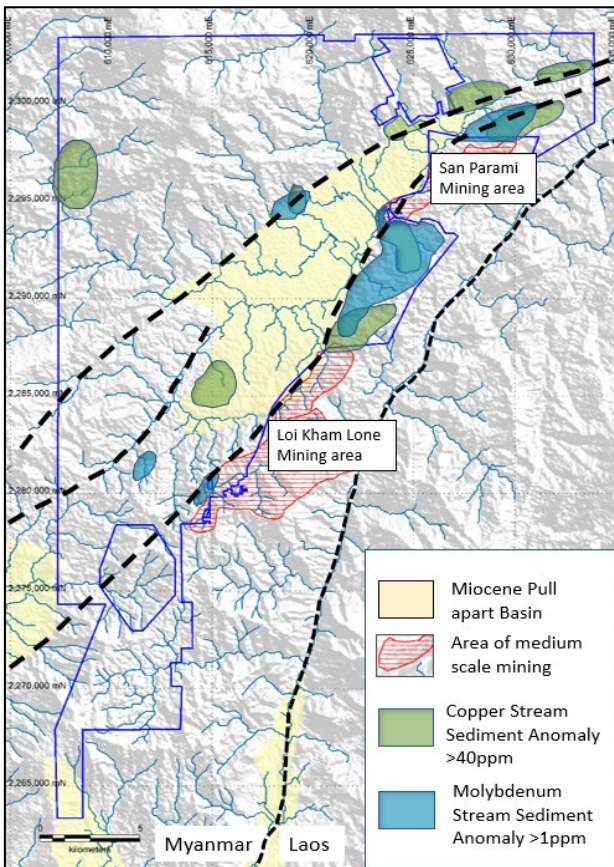 610,000 mE
615,000 mE
620,000 mE
625,000 mE
2,300,000 mN
2,295,000 mN
2,290,000 mN
2,285,000 mN
2,280,000 mN
2,275,000 mN
2,270,000 mN
2,265,000 mN
San Parami
Mining area
Loi Kham Lone
Mining area
Miocene Pull
apart Basin
Area of medium
scale mining
Copper Stream
Sediment Anomaly
>40ppm
Molybdenum
Stream Sediment
Anomaly >1ppm
0
5
kilometers
Myanmar
Laos